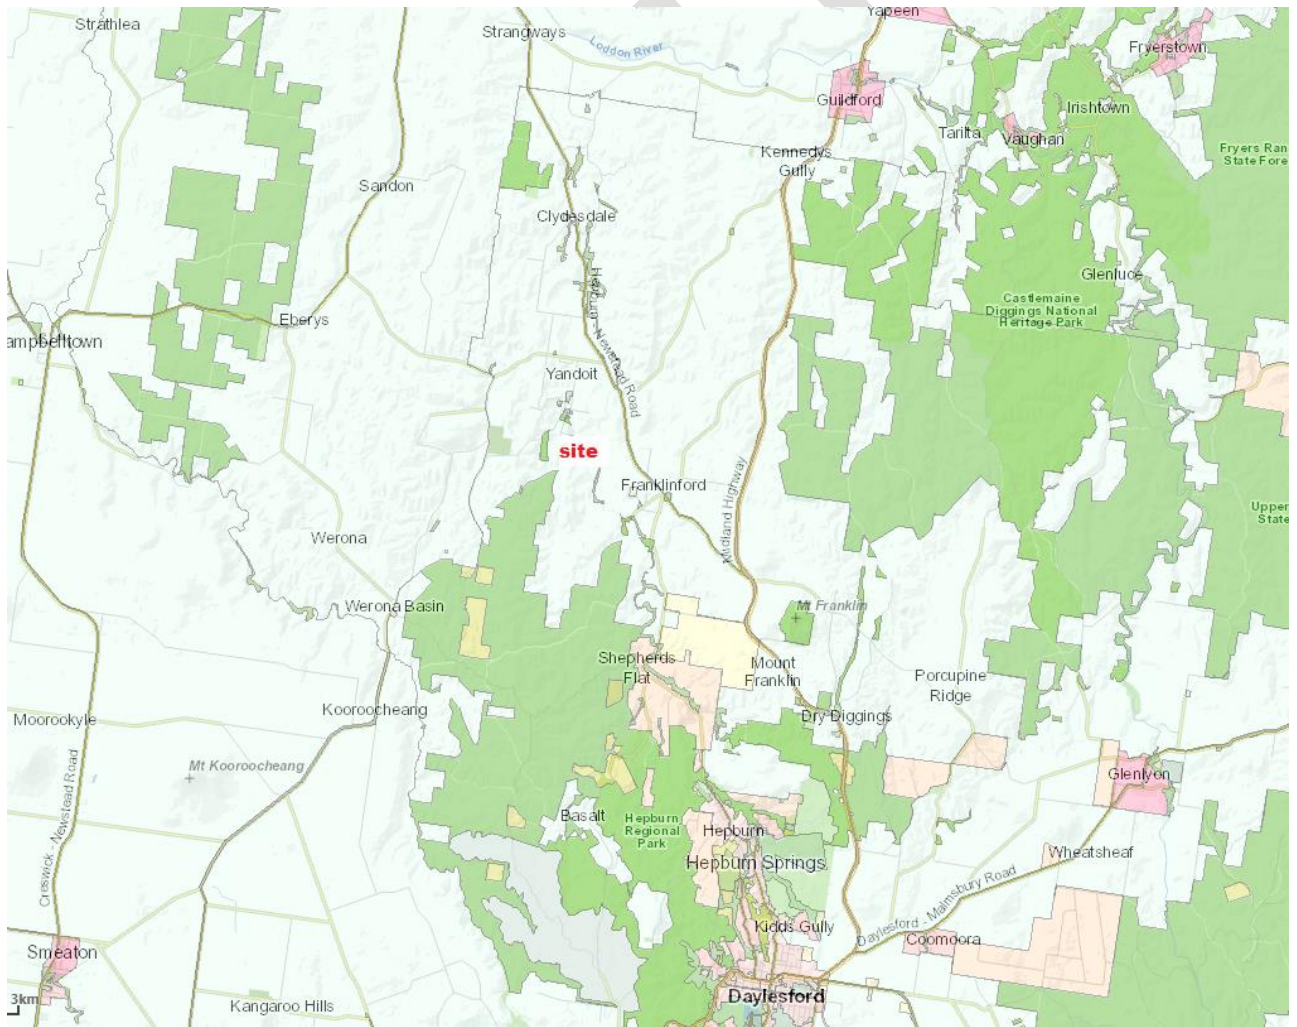 Strathlea
Strangways
Loddon River
Yapeen
Fryerstown
Guildford
Irishtown
Tarilta
Vaughan
Fryers Ran
State Fore
Kennedys
Gully
Sandon
Clydesdale
Hepburn - Newstead Road
Glenluce
Castlemaine
Diggings National
Heritage Park
Eberys
ampbelltown
Yandoit
site
Franklinford
Midland Highway
Upper
State
Werona
Werona Basin
Mt Franklin
Shepherds
Flat
Mount
Franklin
Porcupine
Ridge
Moorookyle
Kooroocheang
Dry Diggings
Mt Kooroocheang
Creswick - Newstead Road
Glenlyon
Basalt
Hepburn
Regional
Park
Hepburn
Hepburn Springs
Wheatsheaf
Daylesford - Malmsbury Road
Kidds Gully
Coomoora
Smeaton
3km
Kangaroo Hills
Daylesford